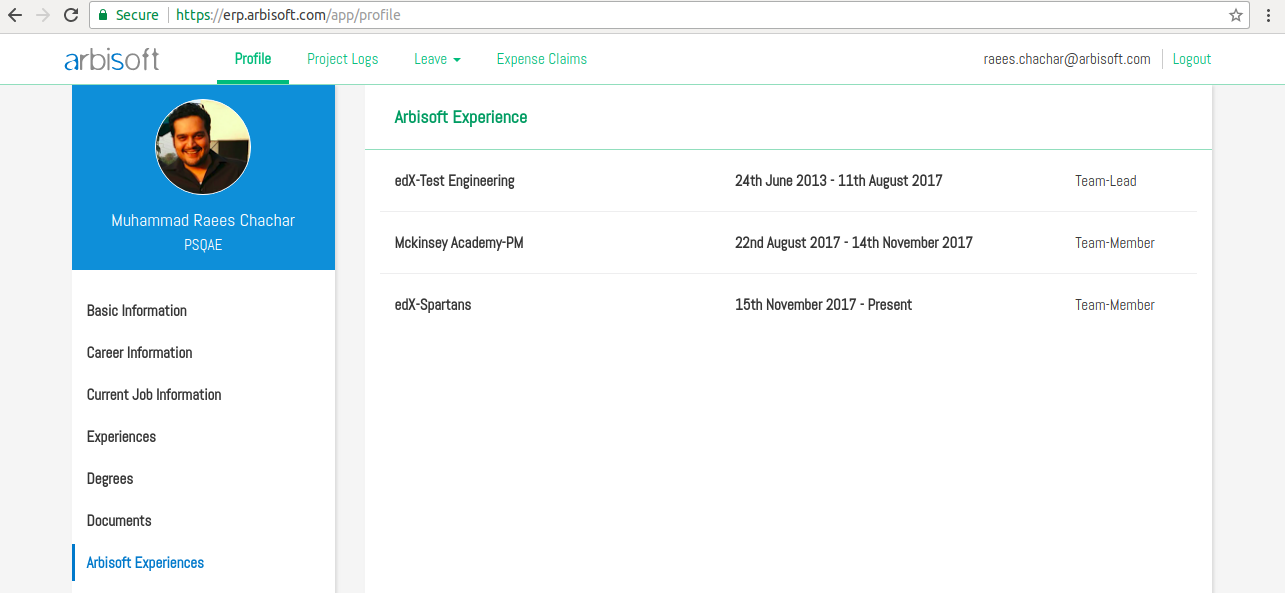 Secure https://erp.arbisoft.com/app/profile
arbisoft Profile Project Logs Leave Expense Claims raees.chachar@arbisoft.com Logout
Muhammad Raees Chachar
PSQAE
Basic Information
Career Information
Current Job Information
Experiences
Degrees
Documents
Arbisoft Experiences
Arbisoft Experience
edX-Test Engineering 24th June 2013 - 11th August 2017 Team-Lead
Mckinsey Academy-PM 22nd August 2017 - 14th November 2017 Team-Member
edX-Spartans 15th November 2017 - Present Team-Member